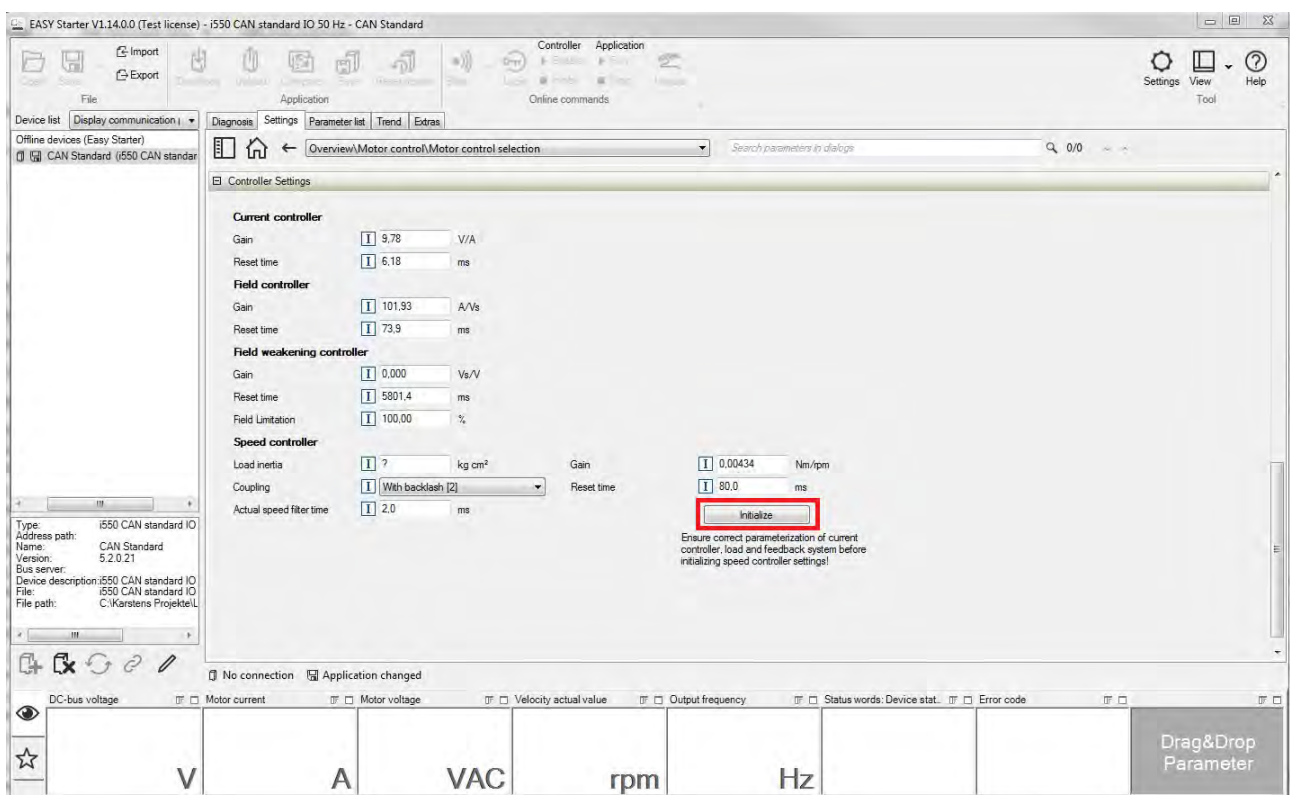 EASY Starter V1.14.0.0 (Test license) - i550 CAN standard IO 50 Hz - CAN Standard
Import
Export
File
Application
Controller Application
Online commands
Settings View Help
Tool
Device list Display communication
Diagnosis Settings Parameter list Trend Extras
Offline devices (Easy Starter)
CAN Standard (i550 CAN standar
Overview\Motor control\Motor control selection
Search parameters in dialogs
0/0
Controller Settings
Current controller
Gain 9,78 V/A
Reset time 6,18 ms
Field controller
Gain 101,93 A/Vs
Reset time 73,9 ms
Field weakening controller
Gain 0,000 Vs/V
Reset time 5801,4 ms
Field Limitation 100,00 %
Speed controller
Load inertia ? kg cm² Gain 0,00434 Nm/rpm
Coupling With backlash [2] Reset time 80,0 ms
Actual speed filter time 2,0 ms
Initialize
Ensure correct parameterization of current
controller, load and feedback system before
initializing speed controller settings!
Type: i550 CAN standard IO
Address path:
Name: CAN Standard
Version: 5.2.0.21
Bus server:
Device description: i550 CAN standard IO
File: i550 CAN standard IO
File path: C:\Karstens Projekte\L
No connection Application changed
DC-bus voltage Motor current Motor voltage Velocity actual value Output frequency Status words: Device stat.. Error code
V A VAC rpm Hz
Drag&Drop
Parameter